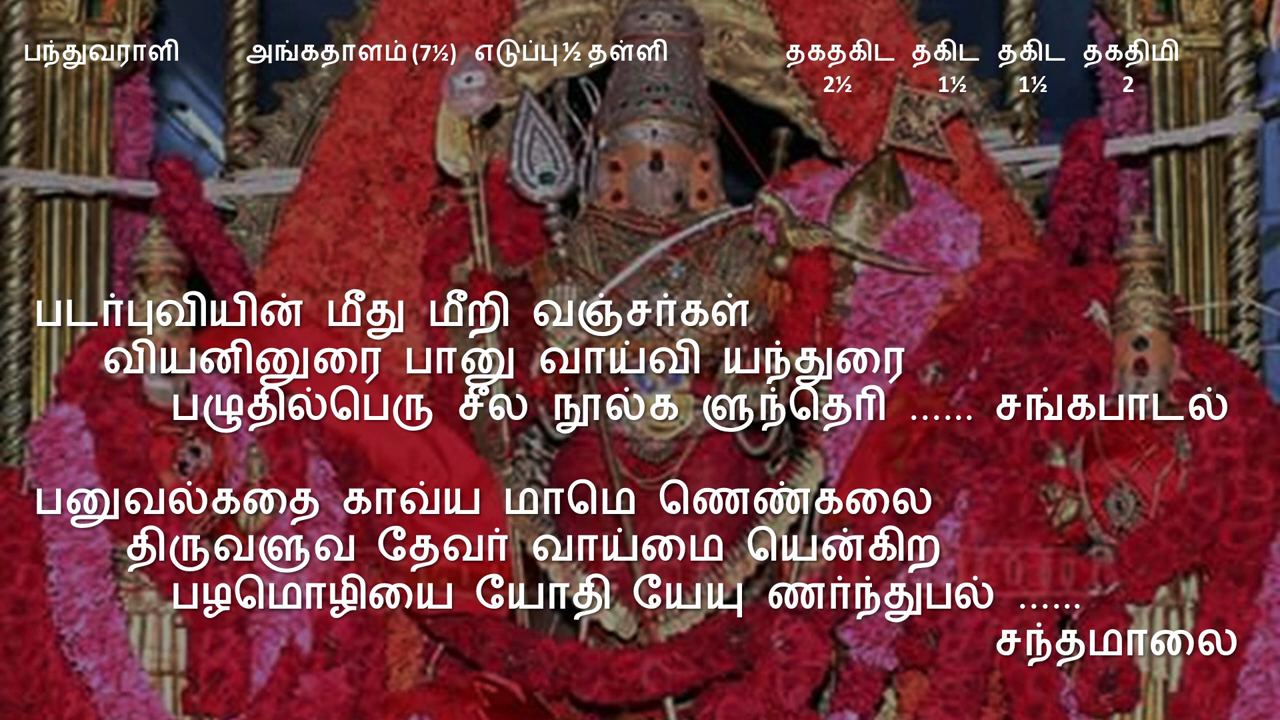 பந்துவராளி அங்கதாளம் (7½) எடுப்பு ½ தள்ளி தகதகிட தகிட தகிட தகதிமி
2½ 1½ 1½ 2
படர்புவியின் மீது மீறி வஞ்சர்கள்
வியனினுரை பானு வாய்வி யந்துரை
பழுதில்பெரு சீல நூல்க ளுந்தெரி ...... சங்கபாடல்
பனுவல்கதை காவ்ய மாமெ ணெண்கலை
திருவளுவ தேவர் வாய்மை யென்கிற
பழமொழியை யோதி யேயு ணர்ந்துபல் ......
சந்தமாலை